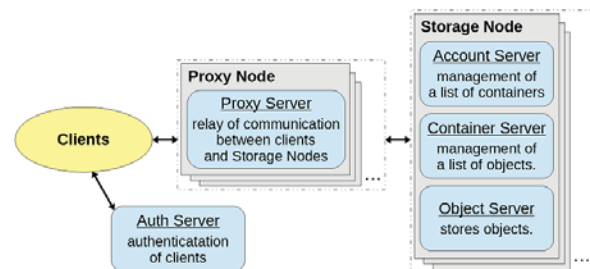 Storage Node
Account Server
management of
a list of containers
Container Server
management of
a list of objects.
Object Server
stores objects.
...
Proxy Node
Proxy Server
relay of communication
between clients
and Storage Nodes
...
Clients
Auth Server
authenticatation
of clients